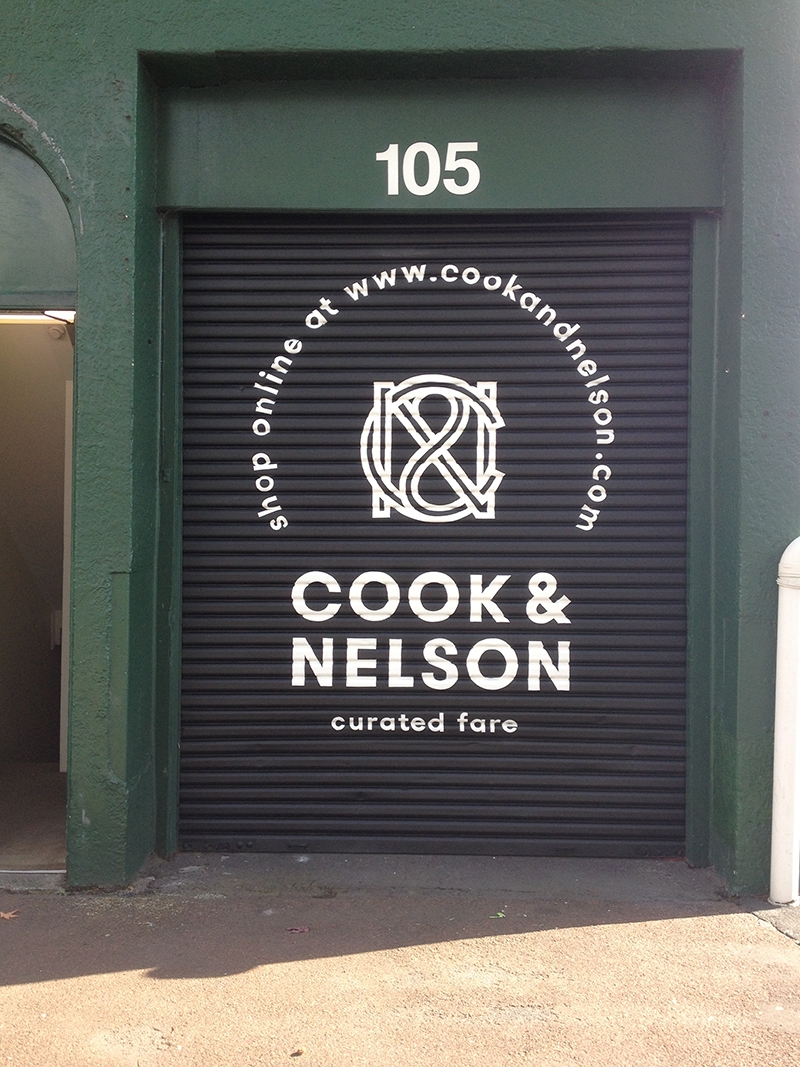 105
shop online at www.cookandnelson.com
C&N
COOK &
NELSON
curated fare